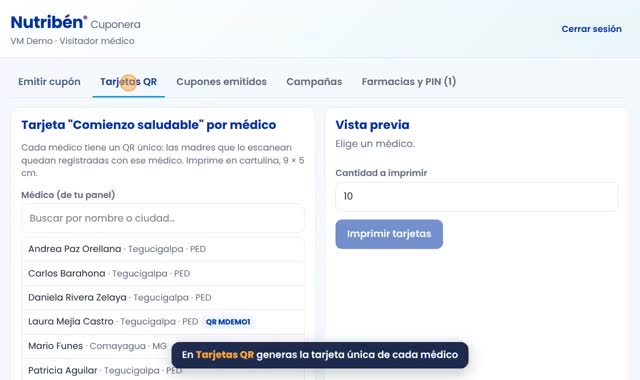 Nutribén® Cuponera
VM Demo · Visitador médico
Cerrar sesión
Emitir cupón
Tarjetas QR
Cupones emitidos
Campañas
Farmacias y PIN (1)
Tarjeta "Comienzo saludable" por médico
Cada médico tiene un QR único: las madres que lo escanean
quedan registradas con ese médico. Imprime en cartulina, 9 × 5
cm.
Médico (de tu panel)
Buscar por nombre o ciudad...
Andrea Paz Orellana · Tegucigalpa · PED
Carlos Barahona · Tegucigalpa · PED
Daniela Rivera Zelaya · Tegucigalpa · PED
Laura Mejía Castro · Tegucigalpa · PED QR MDEMO1
Mario Funes · Comayagua · MG
Patricia Aguilar · Tegucigalpa · PED
Vista previa
Elige un médico.
Cantidad a imprimir
10
Imprimir tarjetas
En Tarjetas QR generas la tarjeta única de cada médico